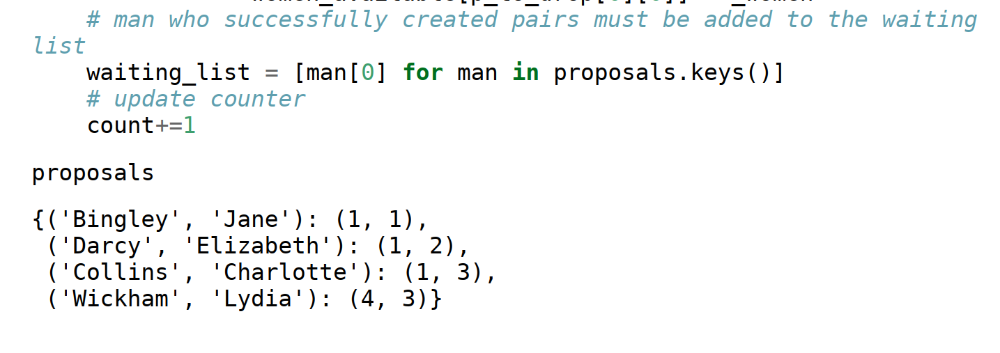 # man who successfully created pairs must be added to the waiting
list
waiting_list = [man[0] for man in proposals.keys()]
# update counter
count+=1
proposals
{('Bingley', 'Jane'): (1, 1),
('Darcy', 'Elizabeth'): (1, 2),
('Collins', 'Charlotte'): (1, 3),
('Wickham', 'Lydia'): (4, 3)}